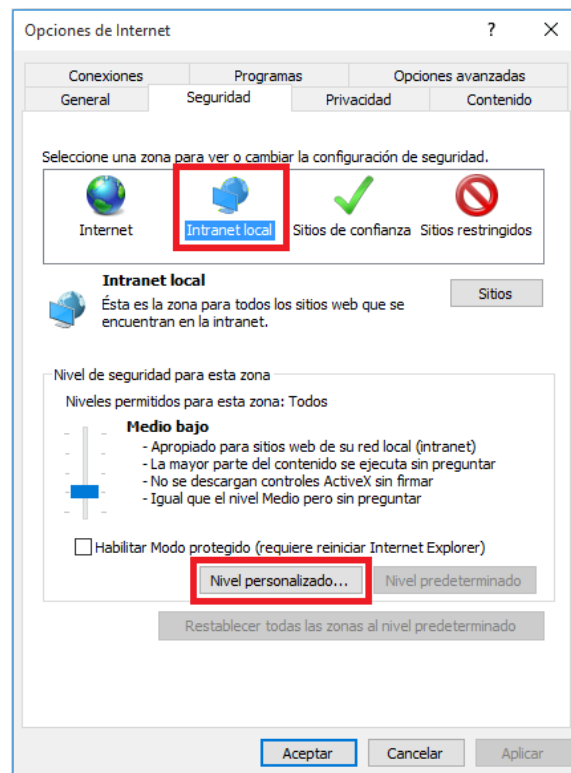 Opciones de Internet
Conexiones Programas Opciones avanzadas
General Seguridad Privacidad Contenido
Seleccione una zona para ver o cambiar la configuración de seguridad.
Internet Intranet local Sitios de confianza Sitios restringidos
Intranet local
Ésta es la zona para todos los sitios web que se
encuentran en la intranet.
Sitios
Nivel de seguridad para esta zona
Niveles permitidos para esta zona: Todos
Medio bajo
- Apropiado para sitios web de su red local (intranet)
- La mayor parte del contenido se ejecuta sin preguntar
- No se descargan controles ActiveX sin firmar
- Igual que el nivel Medio pero sin preguntar
Habilitar Modo protegido (requiere reiniciar Internet Explorer)
Nivel personalizado... Nivel predeterminado
Restablecer todas las zonas al nivel predeterminado
Aceptar Cancelar Aplicar